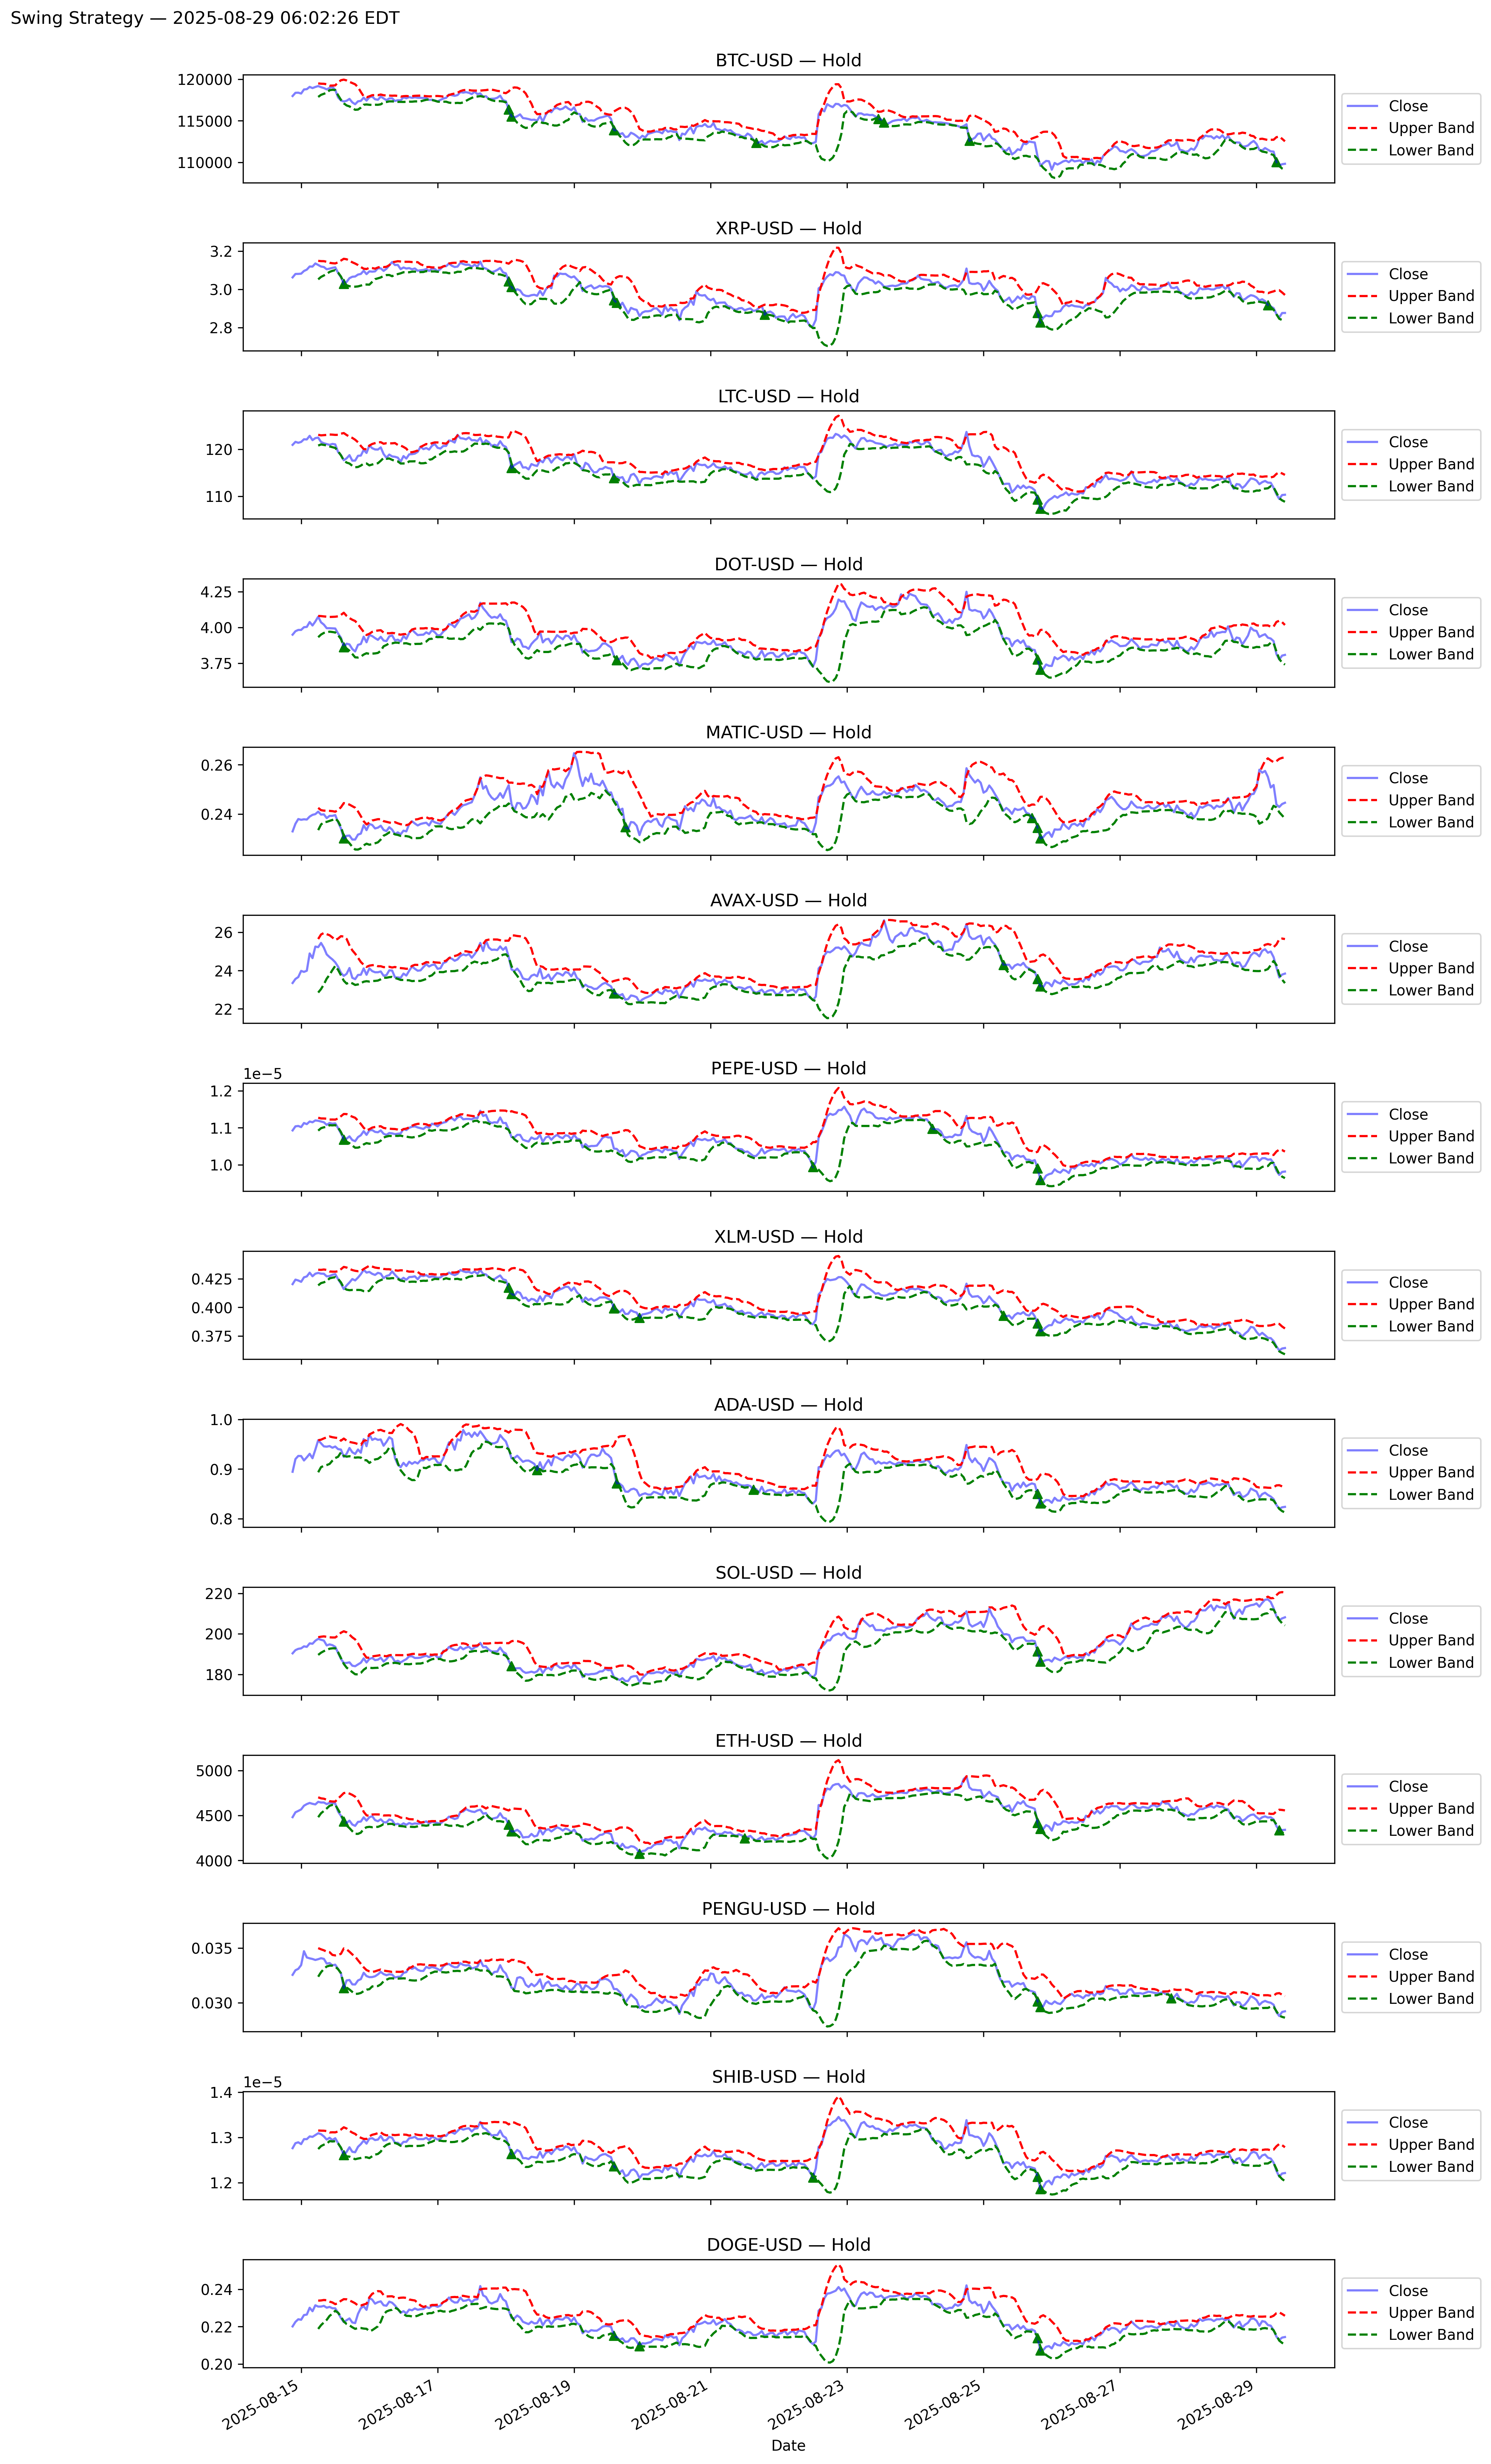 Swing Strategy — 2025-08-29 06:02:26 EDT
BTC-USD — Hold
120000
115000
110000
Close
Upper Band
Lower Band
XRP-USD — Hold
3.2
3.0
2.8
Close
Upper Band
Lower Band
LTC-USD — Hold
120
110
Close
Upper Band
Lower Band
DOT-USD — Hold
4.25
4.00
3.75
Close
Upper Band
Lower Band
MATIC-USD — Hold
0.26
0.24
Close
Upper Band
Lower Band
AVAX-USD — Hold
26
24
22
Close
Upper Band
Lower Band
PEPE-USD — Hold
1e−5
1.2
1.1
1.0
Close
Upper Band
Lower Band
XLM-USD — Hold
0.425
0.400
0.375
Close
Upper Band
Lower Band
ADA-USD — Hold
1.0
0.9
0.8
Close
Upper Band
Lower Band
SOL-USD — Hold
220
200
180
Close
Upper Band
Lower Band
ETH-USD — Hold
5000
4500
4000
Close
Upper Band
Lower Band
PENGU-USD — Hold
0.035
0.030
Close
Upper Band
Lower Band
SHIB-USD — Hold
1e−5
1.4
1.3
1.2
Close
Upper Band
Lower Band
DOGE-USD — Hold
0.24
0.22
0.20
Close
Upper Band
Lower Band
2025-08-15
2025-08-17
2025-08-19
2025-08-21
2025-08-23
2025-08-25
2025-08-27
2025-08-29
Date